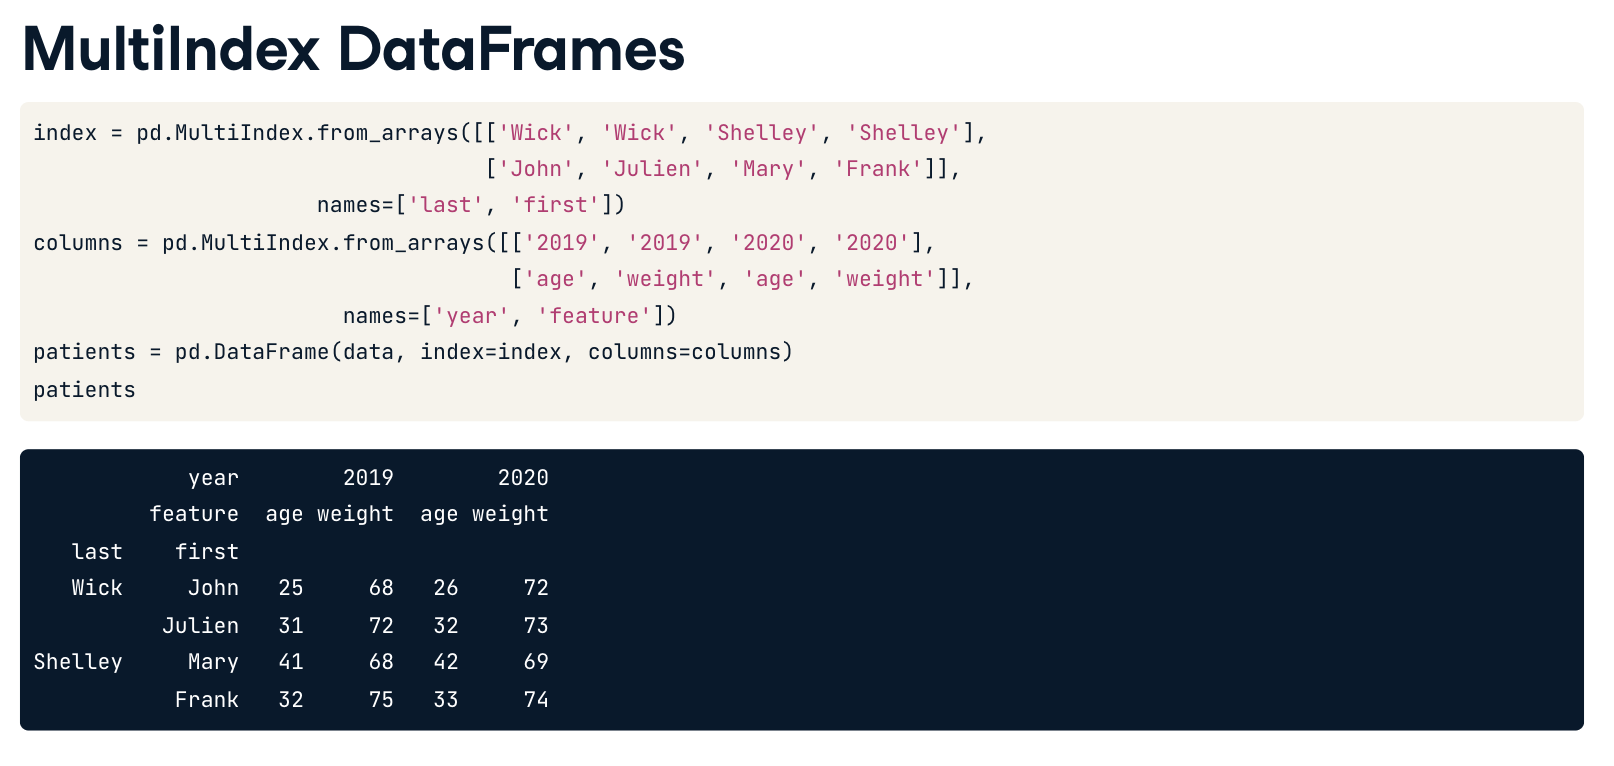 MultiIndex DataFrames
index = pd.MultiIndex.from_arrays([['Wick', 'Wick', 'Shelley', 'Shelley'],
                                   ['John', 'Julien', 'Mary', 'Frank']],
                      names=['last', 'first'])
columns = pd.MultiIndex.from_arrays([['2019', '2019', '2020', '2020'],
                                     ['age', 'weight', 'age', 'weight']],
                        names=['year', 'feature'])
patients = pd.DataFrame(data, index=index, columns=columns)
patients
            year        2019        2020
         feature  age weight  age weight
   last    first
   Wick     John   25     68   26     72
          Julien   31     72   32     73
Shelley     Mary   41     68   42     69
           Frank   32     75   33     74